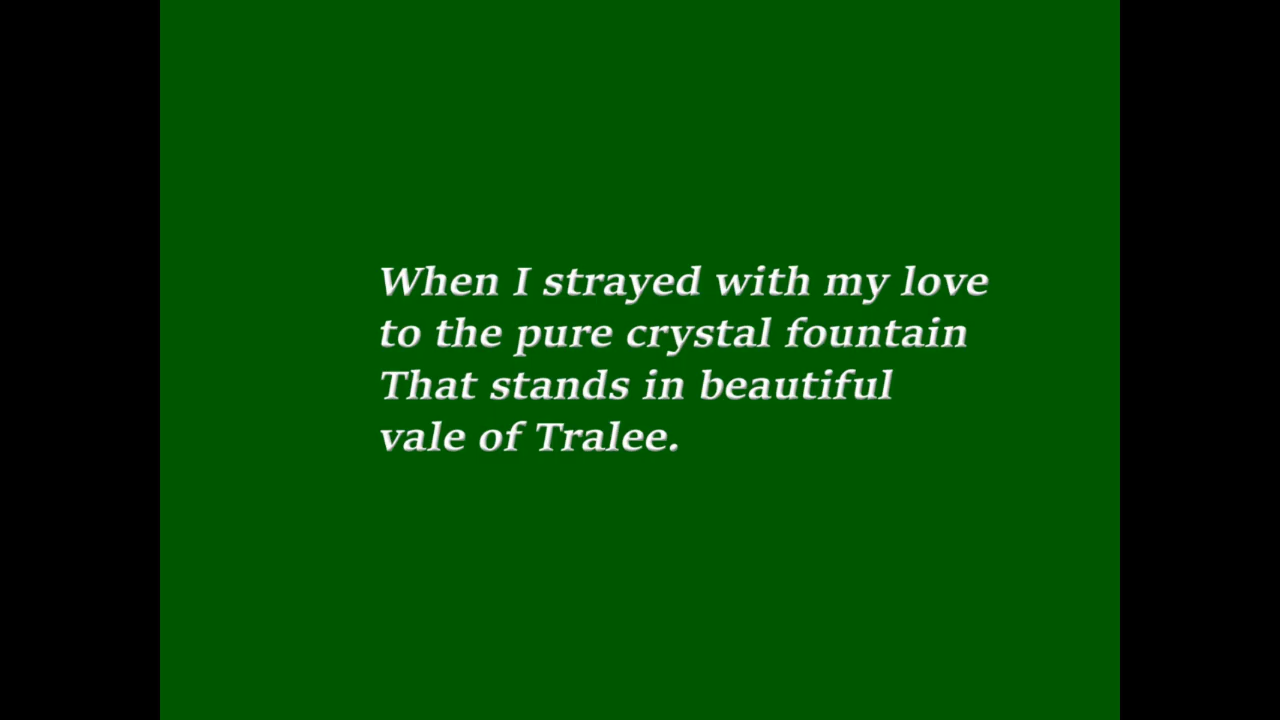 When I strayed with my love
to the pure crystal fountain
That stands in beautiful
vale of Tralee.